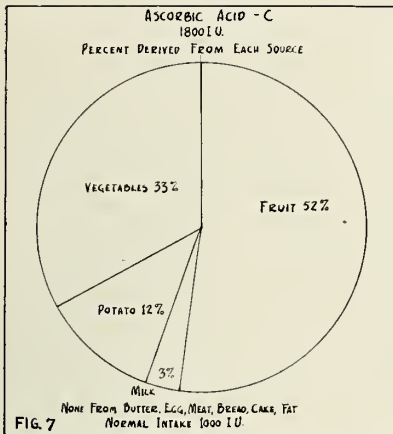 ASCORBIC ACID - C
1800 I.U.
PERCENT DERIVED FROM EACH SOURCE
VEGETABLES 33%
FRUIT 52%
POTATO 12%
3%
MILK
NONE FROM BUTTER, EGG, MEAT, BREAD, CAKE, FAT
FIG. 7 NORMAL INTAKE 1000 I.U.